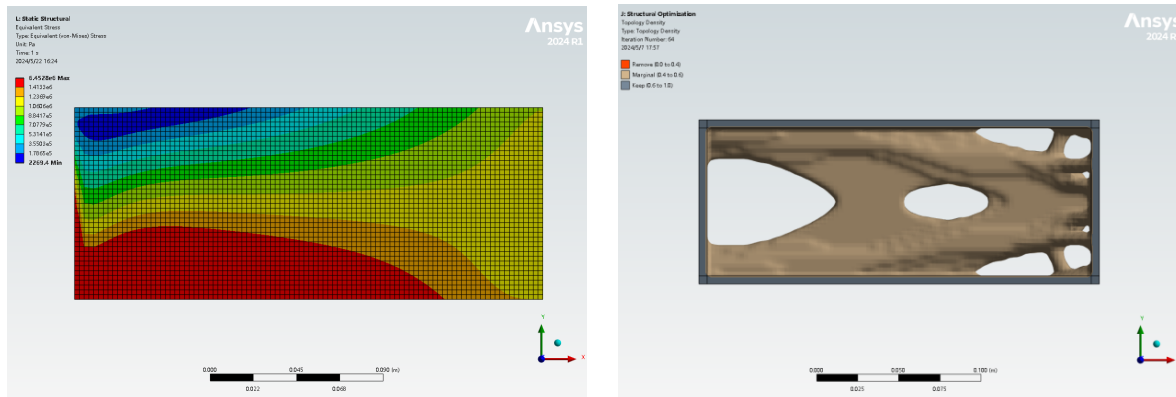 L: Static Structural
Equivalent Stress
Type: Equivalent (von-Mises) Stress
Unit: Pa
Time: 1 s
2024/5/22 16:24
6.4528e6 Max
1.4133e6
1.2369e6
1.0606e6
8.8417e5
7.0779e5
5.3141e5
3.5503e5
1.7865e5
2269.4 Min
Ansys
2024 R1
Y
X
0.000
0.045
0.090 (m)
0.022
0.068
J: Structural Optimization
Topology Density
Type: Topology Density
Iteration Number: 64
2024/5/7 17:57
Remove (0.0 to 0.4)
Marginal (0.4 to 0.6)
Keep (0.6 to 1.0)
Ansys
2024 R1
Y
0.000
0.050
0.100 (m)
0.025
0.075